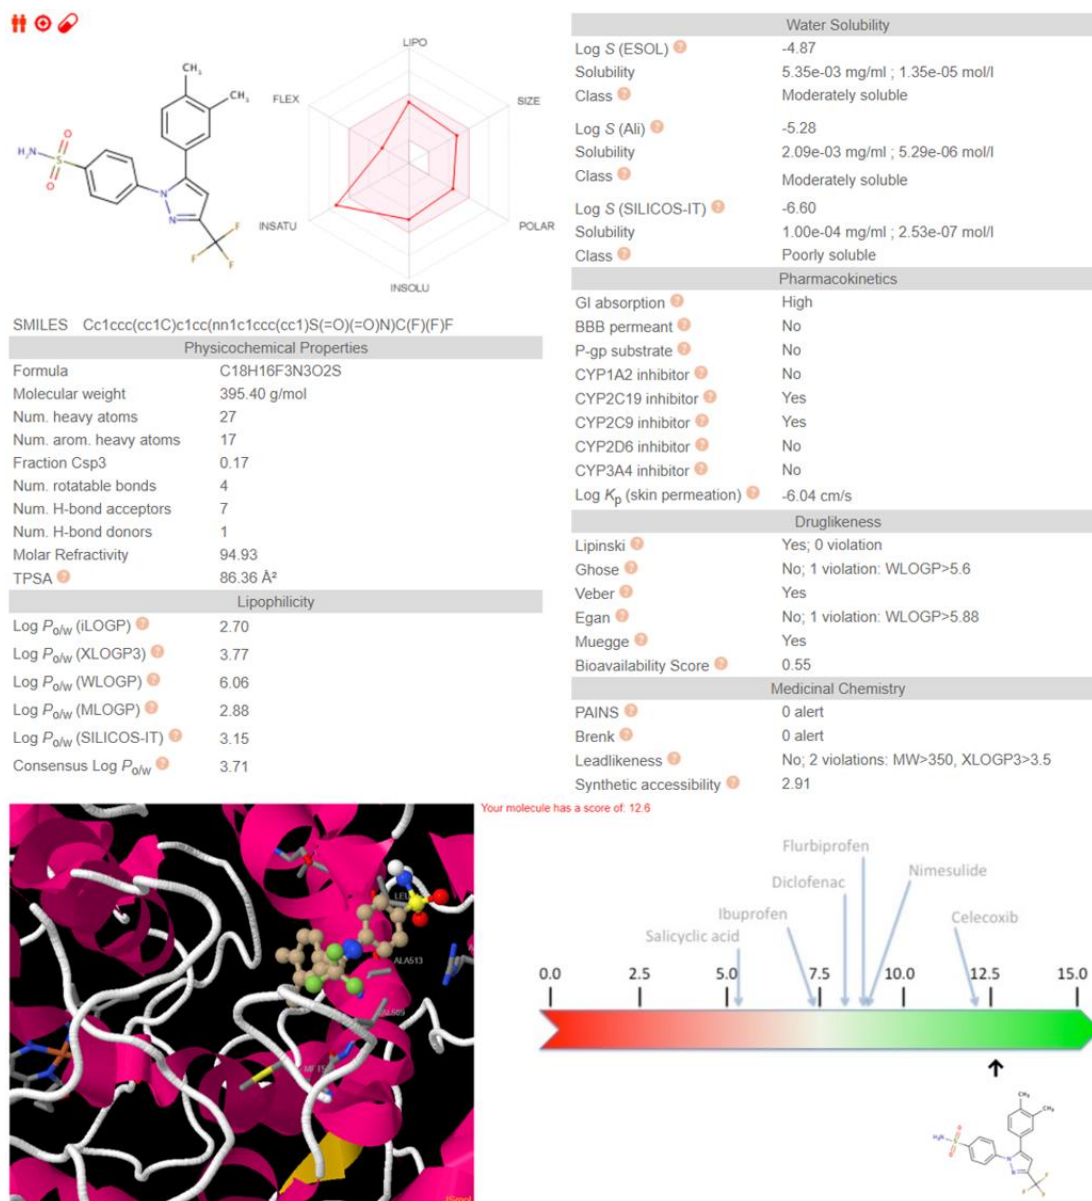 LIPO
FLEX
SIZE
INSATU
POLAR
INSOLU
CH₃
CH₃
H₂N
S
O
O
N
N
F
F
F
SMILES Cc1ccc(cc1C)c1cc(nn1c1ccc(cc1)S(=O)(=O)N)C(F)(F)F
Physicochemical Properties
Formula C18H16F3N3O2S
Molecular weight 395.40 g/mol
Num. heavy atoms 27
Num. arom. heavy atoms 17
Fraction Csp3 0.17
Num. rotatable bonds 4
Num. H-bond acceptors 7
Num. H-bond donors 1
Molar Refractivity 94.93
TPSA ? 86.36 Å²
Lipophilicity
Log Po/w (iLOGP) ? 2.70
Log Po/w (XLOGP3) ? 3.77
Log Po/w (WLOGP) ? 6.06
Log Po/w (MLOGP) ? 2.88
Log Po/w (SILICOS-IT) ? 3.15
Consensus Log Po/w ? 3.71
Water Solubility
Log S (ESOL) ? -4.87
Solubility 5.35e-03 mg/ml ; 1.35e-05 mol/l
Class ? Moderately soluble
Log S (Ali) ? -5.28
Solubility 2.09e-03 mg/ml ; 5.29e-06 mol/l
Class ? Moderately soluble
Log S (SILICOS-IT) ? -6.60
Solubility 1.00e-04 mg/ml ; 2.53e-07 mol/l
Class ? Poorly soluble
Pharmacokinetics
GI absorption ? High
BBB permeant ? No
P-gp substrate ? No
CYP1A2 inhibitor ? No
CYP2C19 inhibitor ? Yes
CYP2C9 inhibitor ? Yes
CYP2D6 inhibitor ? No
CYP3A4 inhibitor ? No
Log Kp (skin permeation) ? -6.04 cm/s
Druglikeness
Lipinski ? Yes; 0 violation
Ghose ? No; 1 violation: WLOGP>5.6
Veber ? Yes
Egan ? No; 1 violation: WLOGP>5.88
Muegge ? Yes
Bioavailability Score ? 0.55
Medicinal Chemistry
PAINS ? 0 alert
Brenk ? 0 alert
Leadlikeness ? No; 2 violations: MW>350, XLOGP3>3.5
Synthetic accessibility ? 2.91
ALA513
Your molecule has a score of: 12.6
Flurbiprofen
Diclofenac
Nimesulide
Ibuprofen
Celecoxib
Salicyclic acid
0.0 2.5 5.0 7.5 10.0 12.5 15.0
CH₃
CH₃
H₂N
S
O
O
N
N
F
F
F